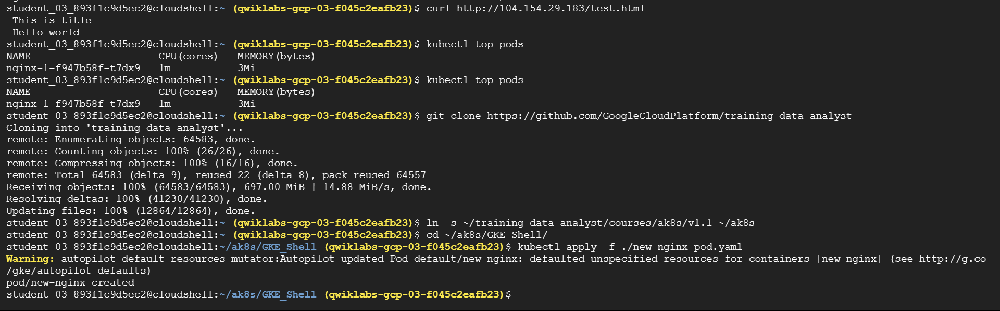 student_03_893f1c9d5ec2@cloudshell:~ (qwiklabs-gcp-03-f045c2eafb23)$ curl http://104.154.29.183/test.html
 This is title
 Hello world
student_03_893f1c9d5ec2@cloudshell:~ (qwiklabs-gcp-03-f045c2eafb23)$ kubectl top pods
NAME                     CPU(cores)   MEMORY(bytes)
nginx-1-f947b58f-t7dx9   1m           3Mi
student_03_893f1c9d5ec2@cloudshell:~ (qwiklabs-gcp-03-f045c2eafb23)$ kubectl top pods
NAME                     CPU(cores)   MEMORY(bytes)
nginx-1-f947b58f-t7dx9   1m           3Mi
student_03_893f1c9d5ec2@cloudshell:~ (qwiklabs-gcp-03-f045c2eafb23)$ git clone https://github.com/GoogleCloudPlatform/training-data-analyst
Cloning into 'training-data-analyst'...
remote: Enumerating objects: 64583, done.
remote: Counting objects: 100% (26/26), done.
remote: Compressing objects: 100% (16/16), done.
remote: Total 64583 (delta 9), reused 22 (delta 8), pack-reused 64557
Receiving objects: 100% (64583/64583), 697.00 MiB | 14.88 MiB/s, done.
Resolving deltas: 100% (41230/41230), done.
Updating files: 100% (12864/12864), done.
student_03_893f1c9d5ec2@cloudshell:~ (qwiklabs-gcp-03-f045c2eafb23)$ ln -s ~/training-data-analyst/courses/ak8s/v1.1 ~/ak8s
student_03_893f1c9d5ec2@cloudshell:~ (qwiklabs-gcp-03-f045c2eafb23)$ cd ~/ak8s/GKE_Shell/
student_03_893f1c9d5ec2@cloudshell:~/ak8s/GKE_Shell (qwiklabs-gcp-03-f045c2eafb23)$ kubectl apply -f ./new-nginx-pod.yaml
Warning: autopilot-default-resources-mutator:Autopilot updated Pod default/new-nginx: defaulted unspecified resources for containers [new-nginx] (see http://g.co
/gke/autopilot-defaults)
pod/new-nginx created
student_03_893f1c9d5ec2@cloudshell:~/ak8s/GKE_Shell (qwiklabs-gcp-03-f045c2eafb23)$